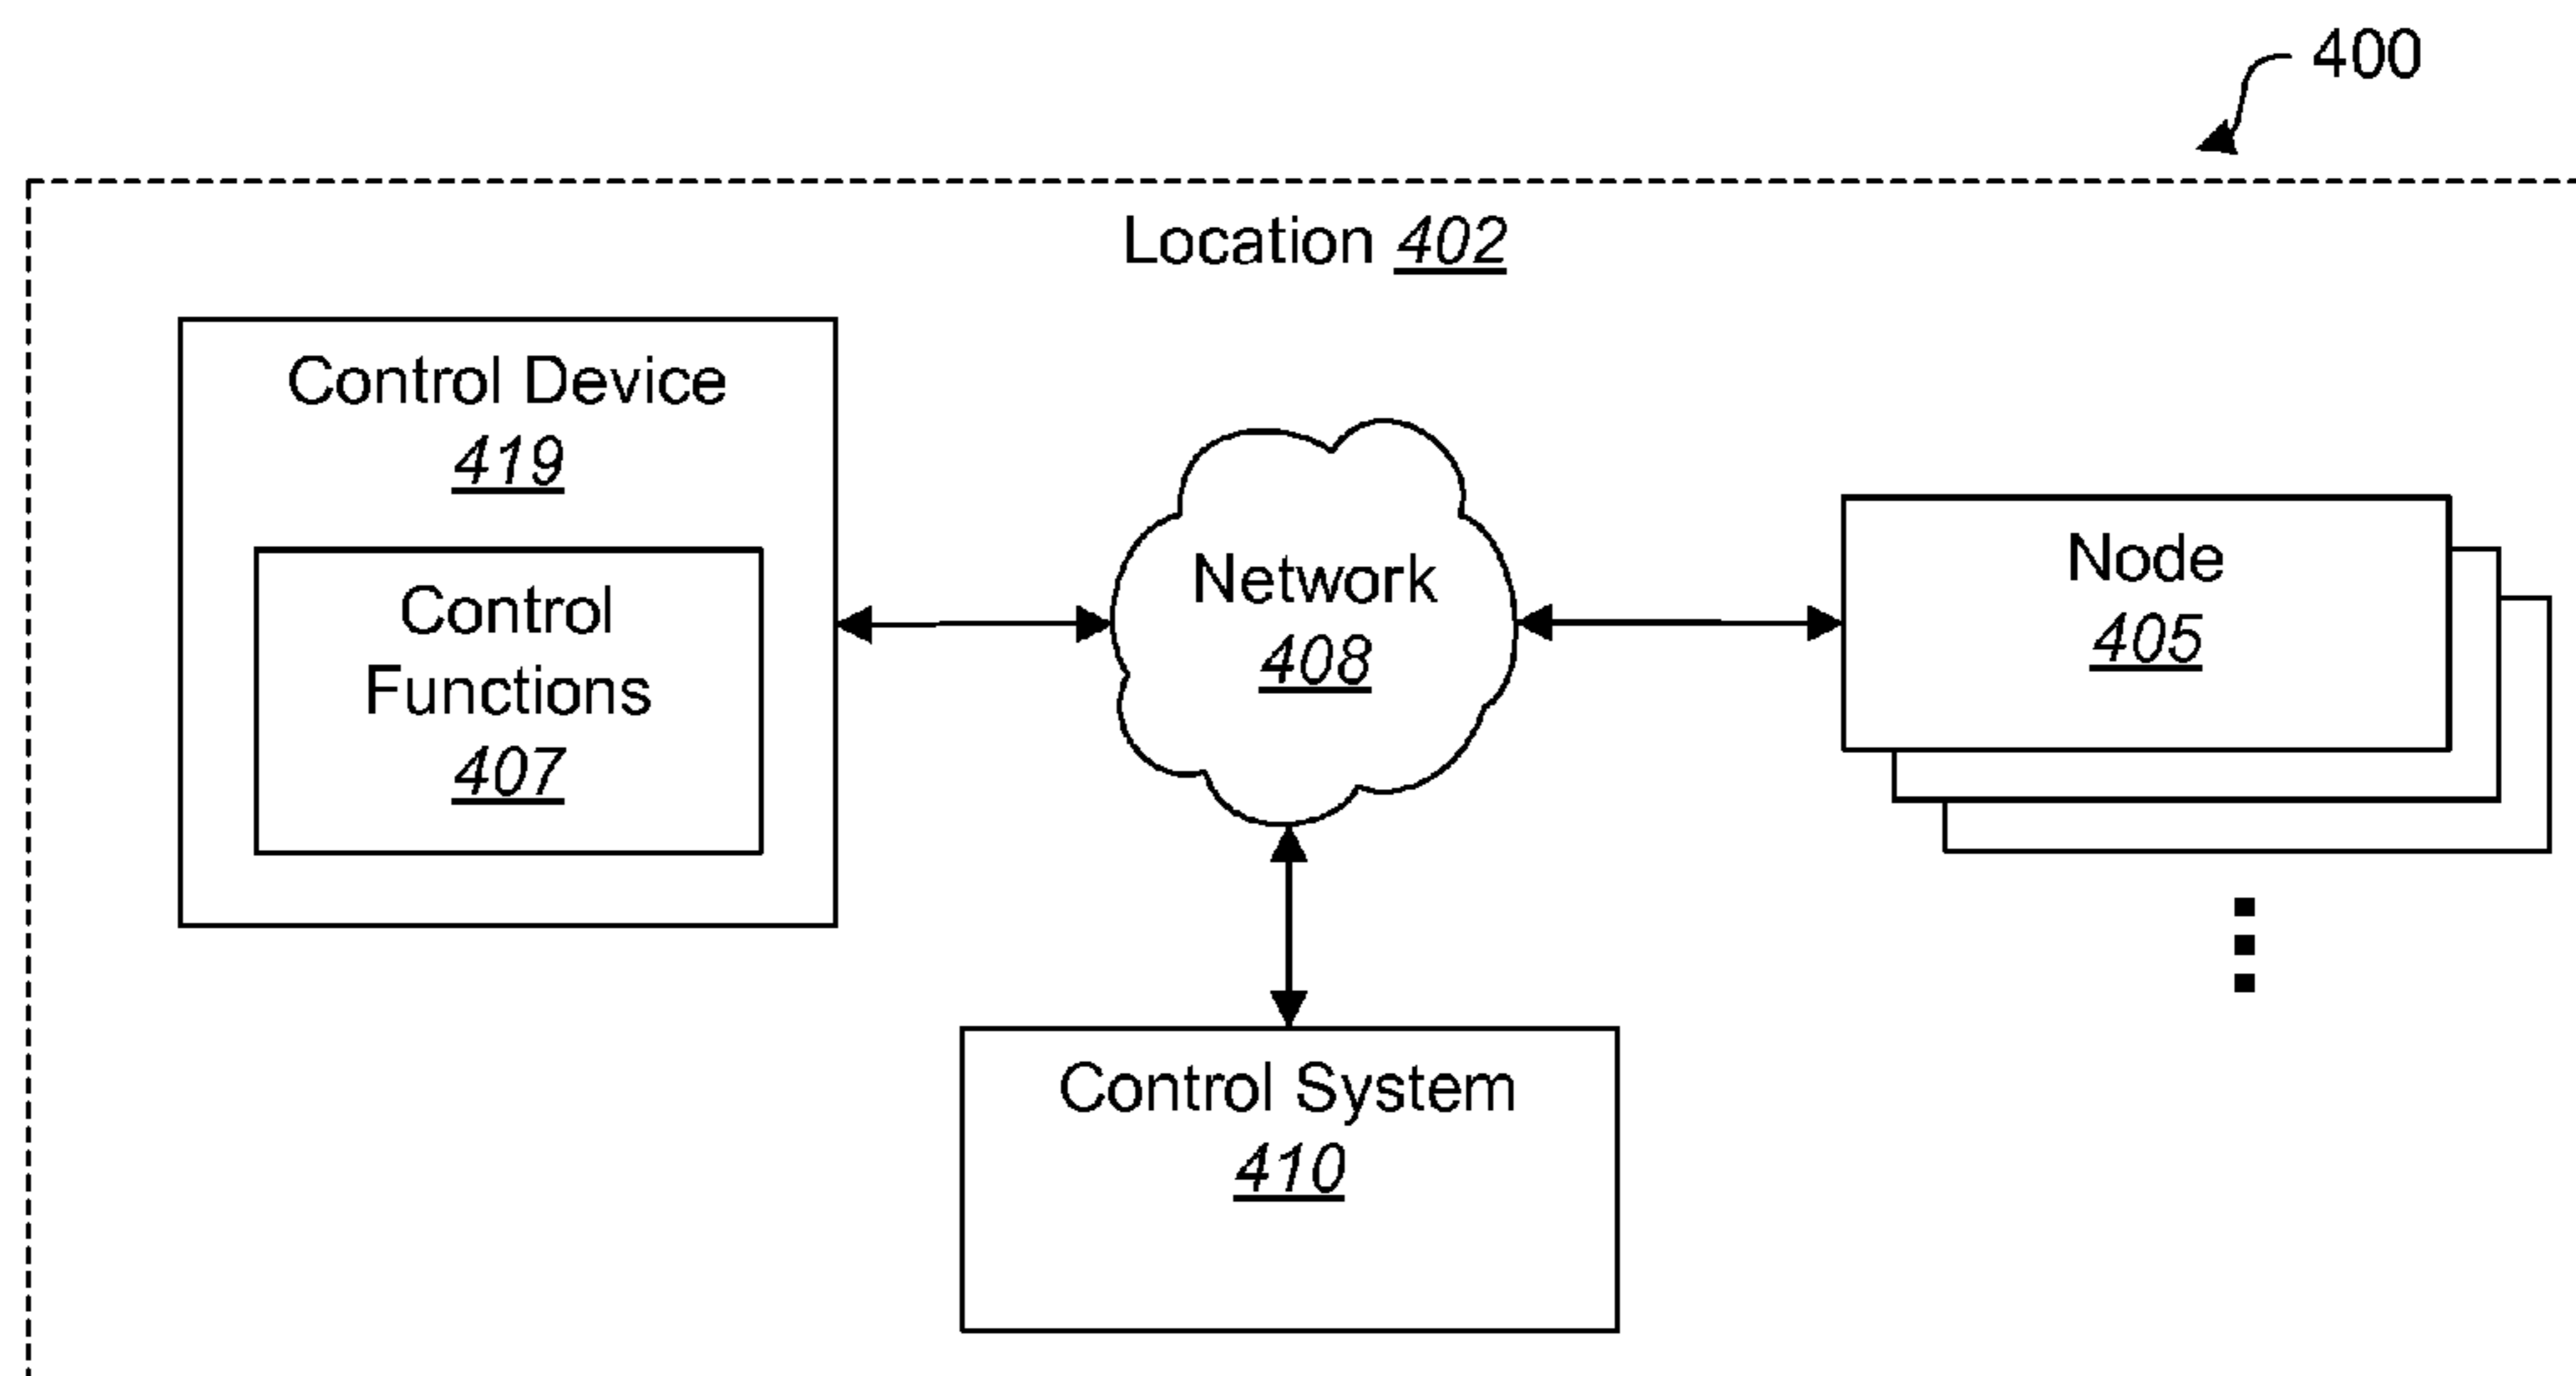 400
Location 402
Control Device
419
Control
Functions
407
Network
408
Node
405
Control System
410